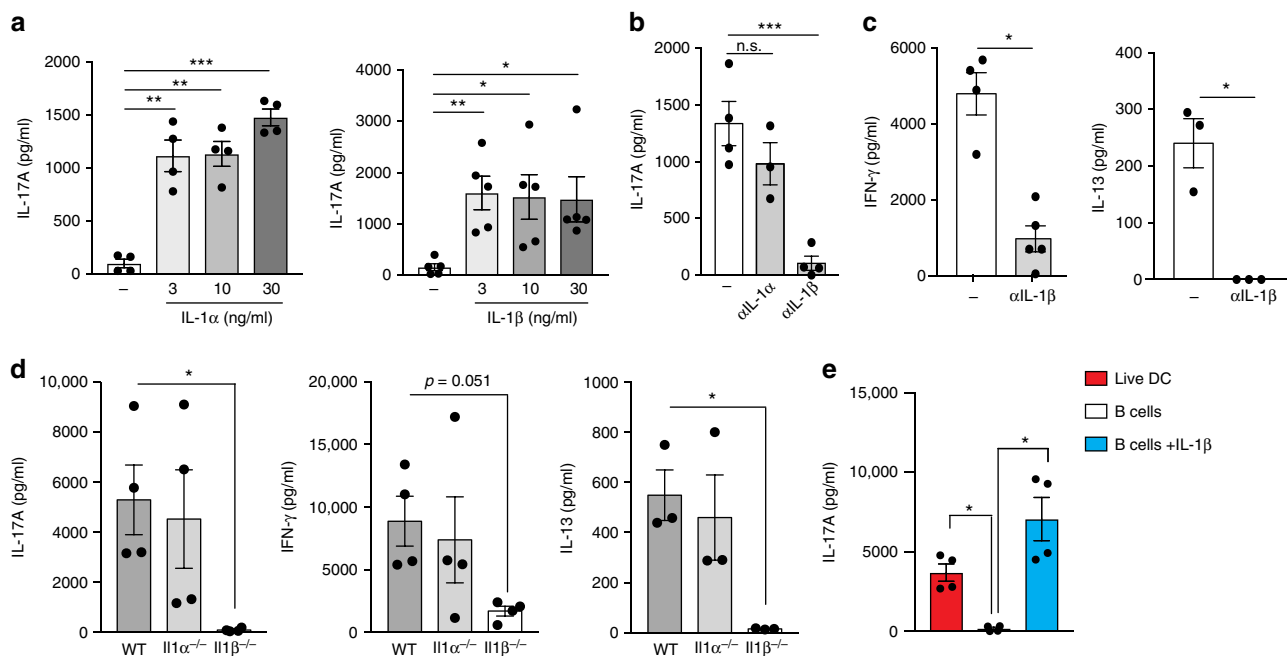 a
IL-17A (pg/ml)
2000
1500
1000
500
0
**
**
***
– 3 10 30
IL-1α (ng/ml)
IL-17A (pg/ml)
4000
3000
2000
1000
0
**
*
*
– 3 10 30
IL-1β (ng/ml)
b
IL-17A (pg/ml)
2000
1500
1000
500
0
***
n.s.
– αIL-1α αIL-1β
c
IFN-γ (pg/ml)
6000
4000
2000
0
*
– αIL-1β
IL-13 (pg/ml)
400
300
200
100
0
*
– αIL-1β
d
IL-17A (pg/ml)
10,000
8000
6000
4000
2000
0
*
WT Il1α⁻/⁻ Il1β⁻/⁻
IFN-γ (pg/ml)
20,000
15,000
10,000
5000
0
p = 0.051
WT Il1α⁻/⁻ Il1β⁻/⁻
IL-13 (pg/ml)
1000
800
600
400
200
0
*
WT Il1α⁻/⁻ Il1β⁻/⁻
e
IL-17A (pg/ml)
15,000
10,000
5000
0
*
*
Live DC
B cells
B cells +IL-1β